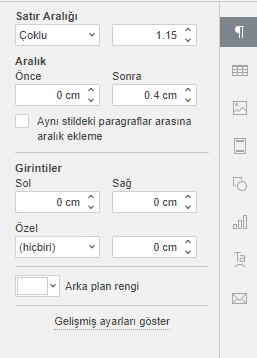 Satır Aralığı
Çoklu 1.15
Aralık
Önce Sonra
0 cm 0.4 cm
Aynı stildeki paragraflar arasına
aralık ekleme
Girintiler
Sol Sağ
0 cm 0 cm
Özel
(hiçbiri) 0 cm
Arka plan rengi
Gelişmiş ayarları göster
Ta